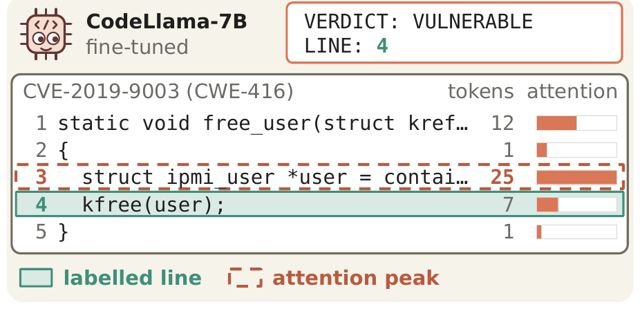 CodeLlama-7B
fine-tuned
VERDICT: VULNERABLE
LINE: 4
CVE-2019-9003 (CWE-416) tokens attention
1 static void free_user(struct kref… 12
2 { 1
3 struct ipmi_user *user = contai… 25
4 kfree(user); 7
5 } 1
labelled line attention peak